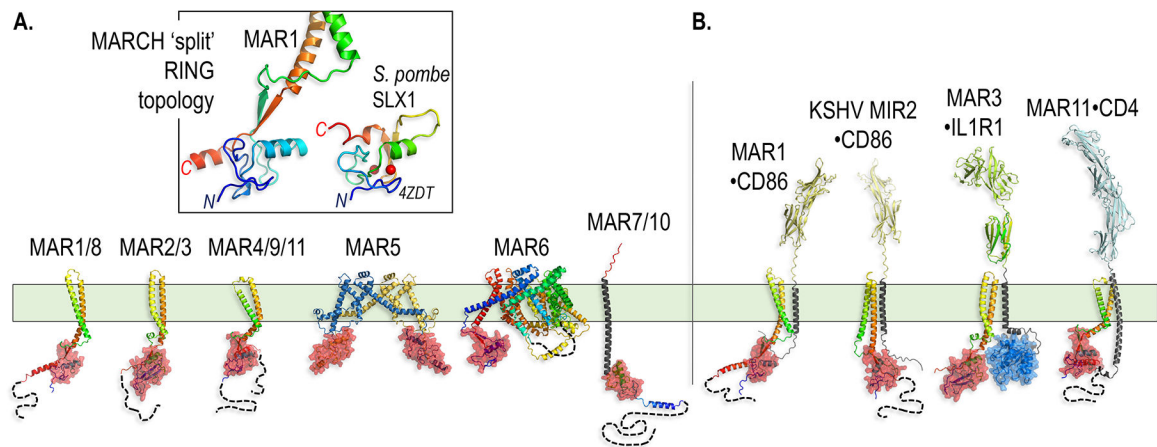 A.
MARCH 'split'
RING
topology
MAR1
S. pombe
SLX1
C
N
C
N
4ZDT
MAR1/8
MAR2/3
MAR4/9/11
MAR5
MAR6
MAR7/10
B.
MAR1
•CD86
KSHV MIR2
•CD86
MAR3
•IL1R1
MAR11•CD4